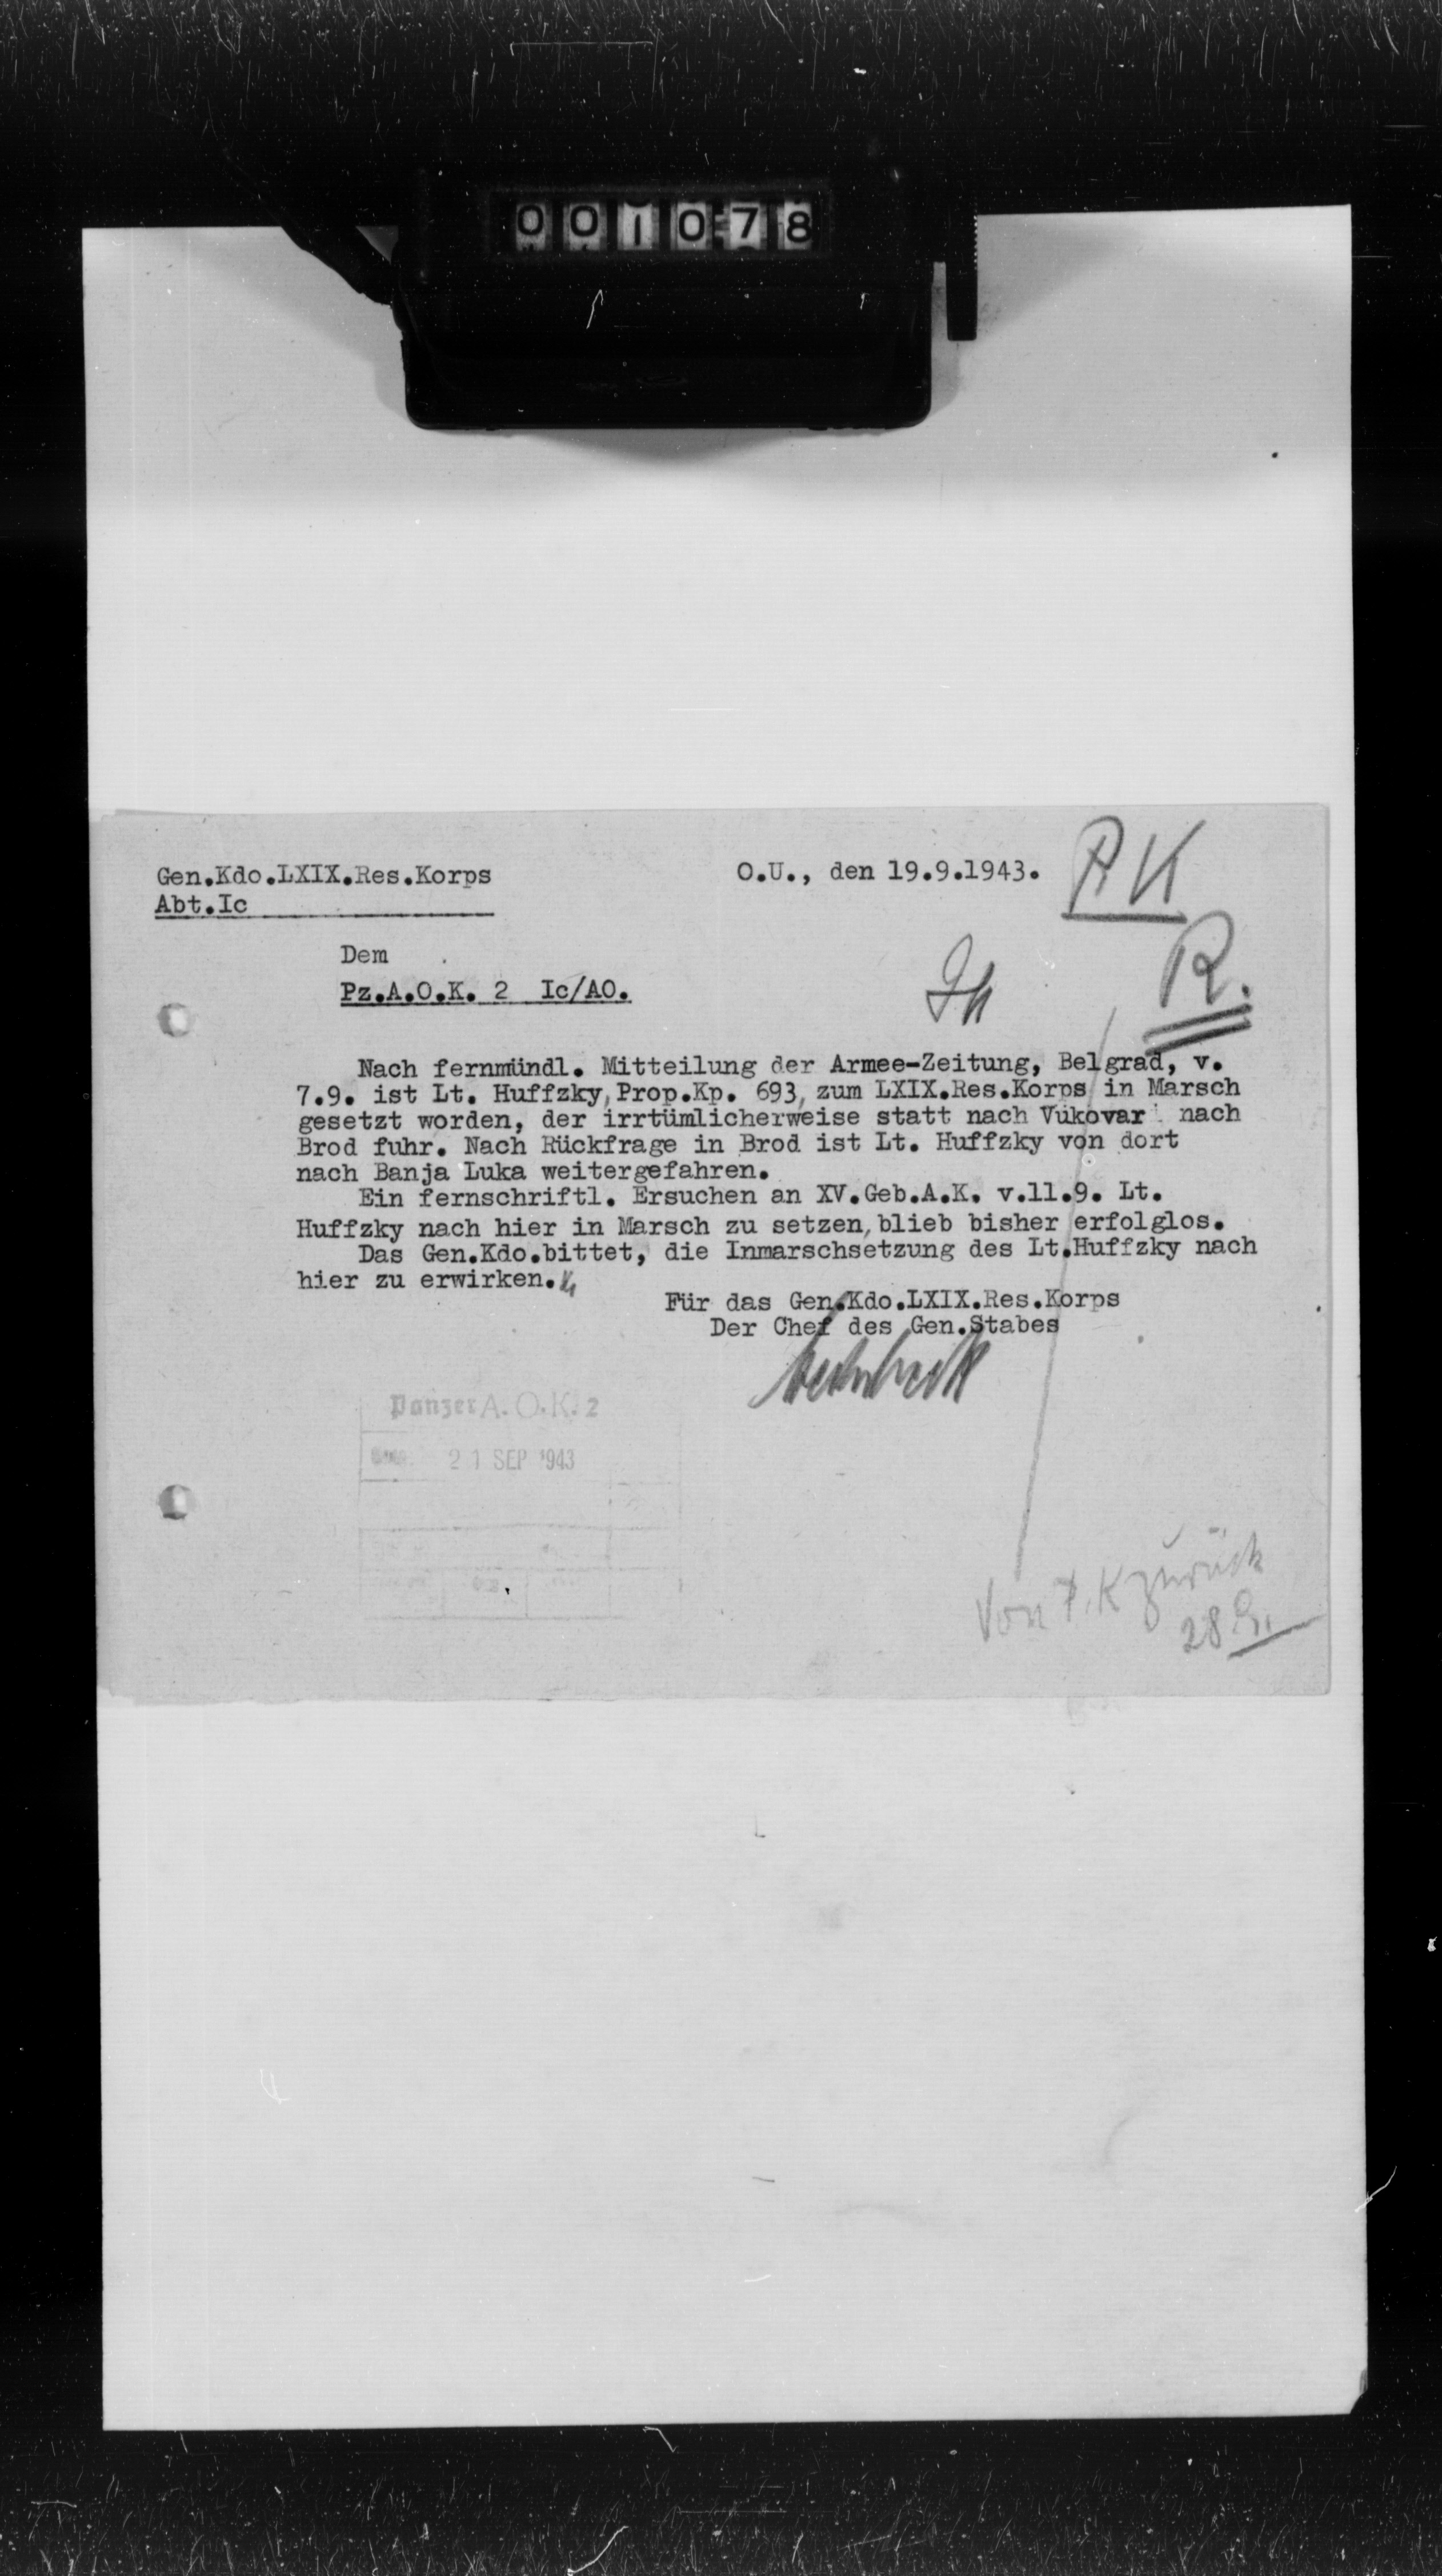 001078
Gen.Kdo.LXIX.Res.Korps
O.U., den 19.9.1943.
Abt.Ic
Dem
Pz.A.O.K. 2 Ic/AO.
R.
Nach fernmündl. Mitteilung der Armee-Zeitung, Belgrad, v.
7.9. ist Lt. Huffzky, Prop.Kp. 693, zum LXIX.Res.Korps in Marsch
gesetzt worden, der irrtümlicherweise statt nach Vukovar nach
Brod fuhr. Nach Rückfrage in Brod ist Lt. Huffzky von dort
nach Banja Luka weitergefahren.
Ein fernschriftl. Ersuchen an XV.Geb.A.K. v.11.9. Lt.
Huffzky nach hier in Marsch zu setzen, blieb bisher erfolglos.
Das Gen.Kdo.bittet, die Inmarschsetzung des Lt.Huffzky nach
hier zu erwirken.
Für das Gen.Kdo.LXIX.Res.Korps
Der Chef des Gen.Stabes
Panzer A.O.K. 2
21 SEP 1943
Von P.K zurück
28.9.